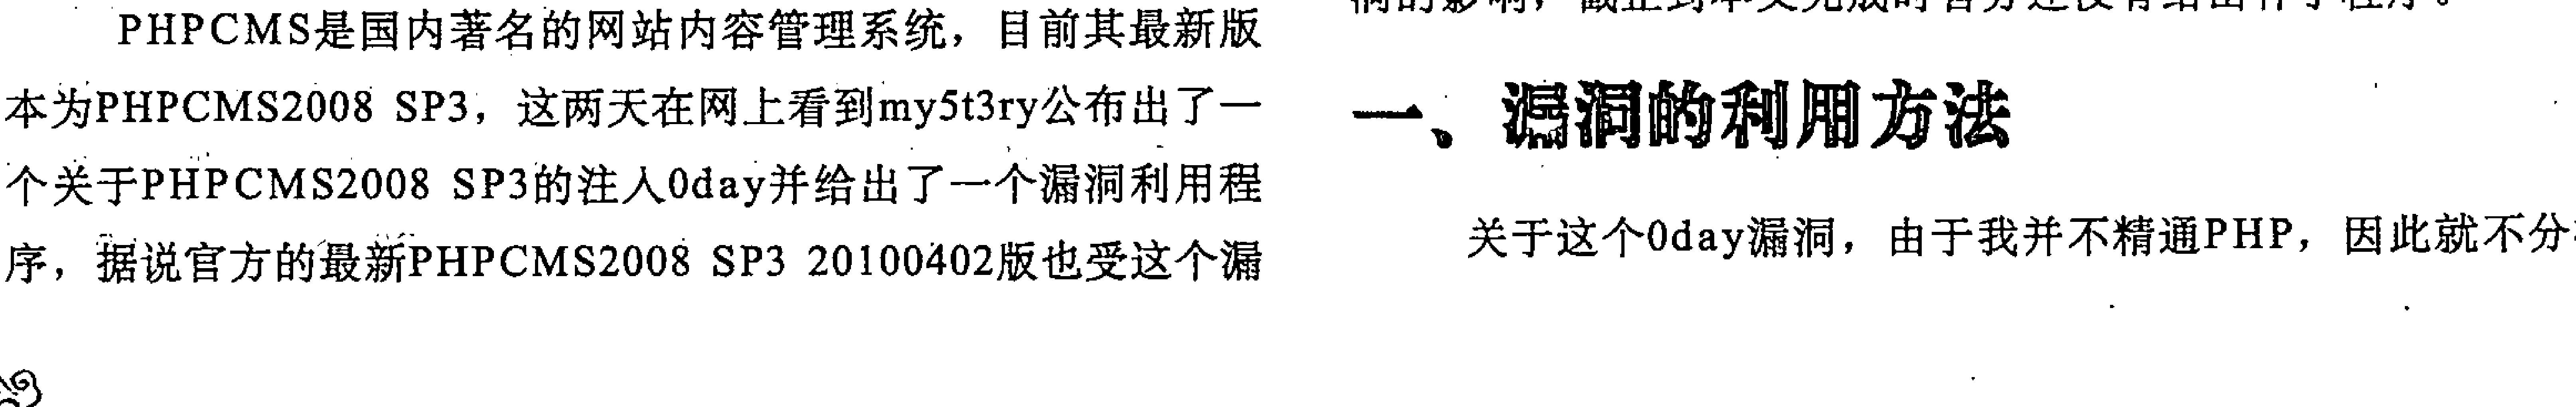 PHPCMS是国内著名的网站内容管理系统，目前其最新版
本为PHPCMS2008 SP3，这两天在网上看到my5t3ry公布出了一
个关于PHPCMS2008 SP3的注入0day并给出了一个漏洞利用程
序，据说官方的最新PHPCMS2008 SP3 20100402版也受这个漏
一、漏洞的利用方法
关于这个0day漏洞，由于我并不精通PHP，因此就不分